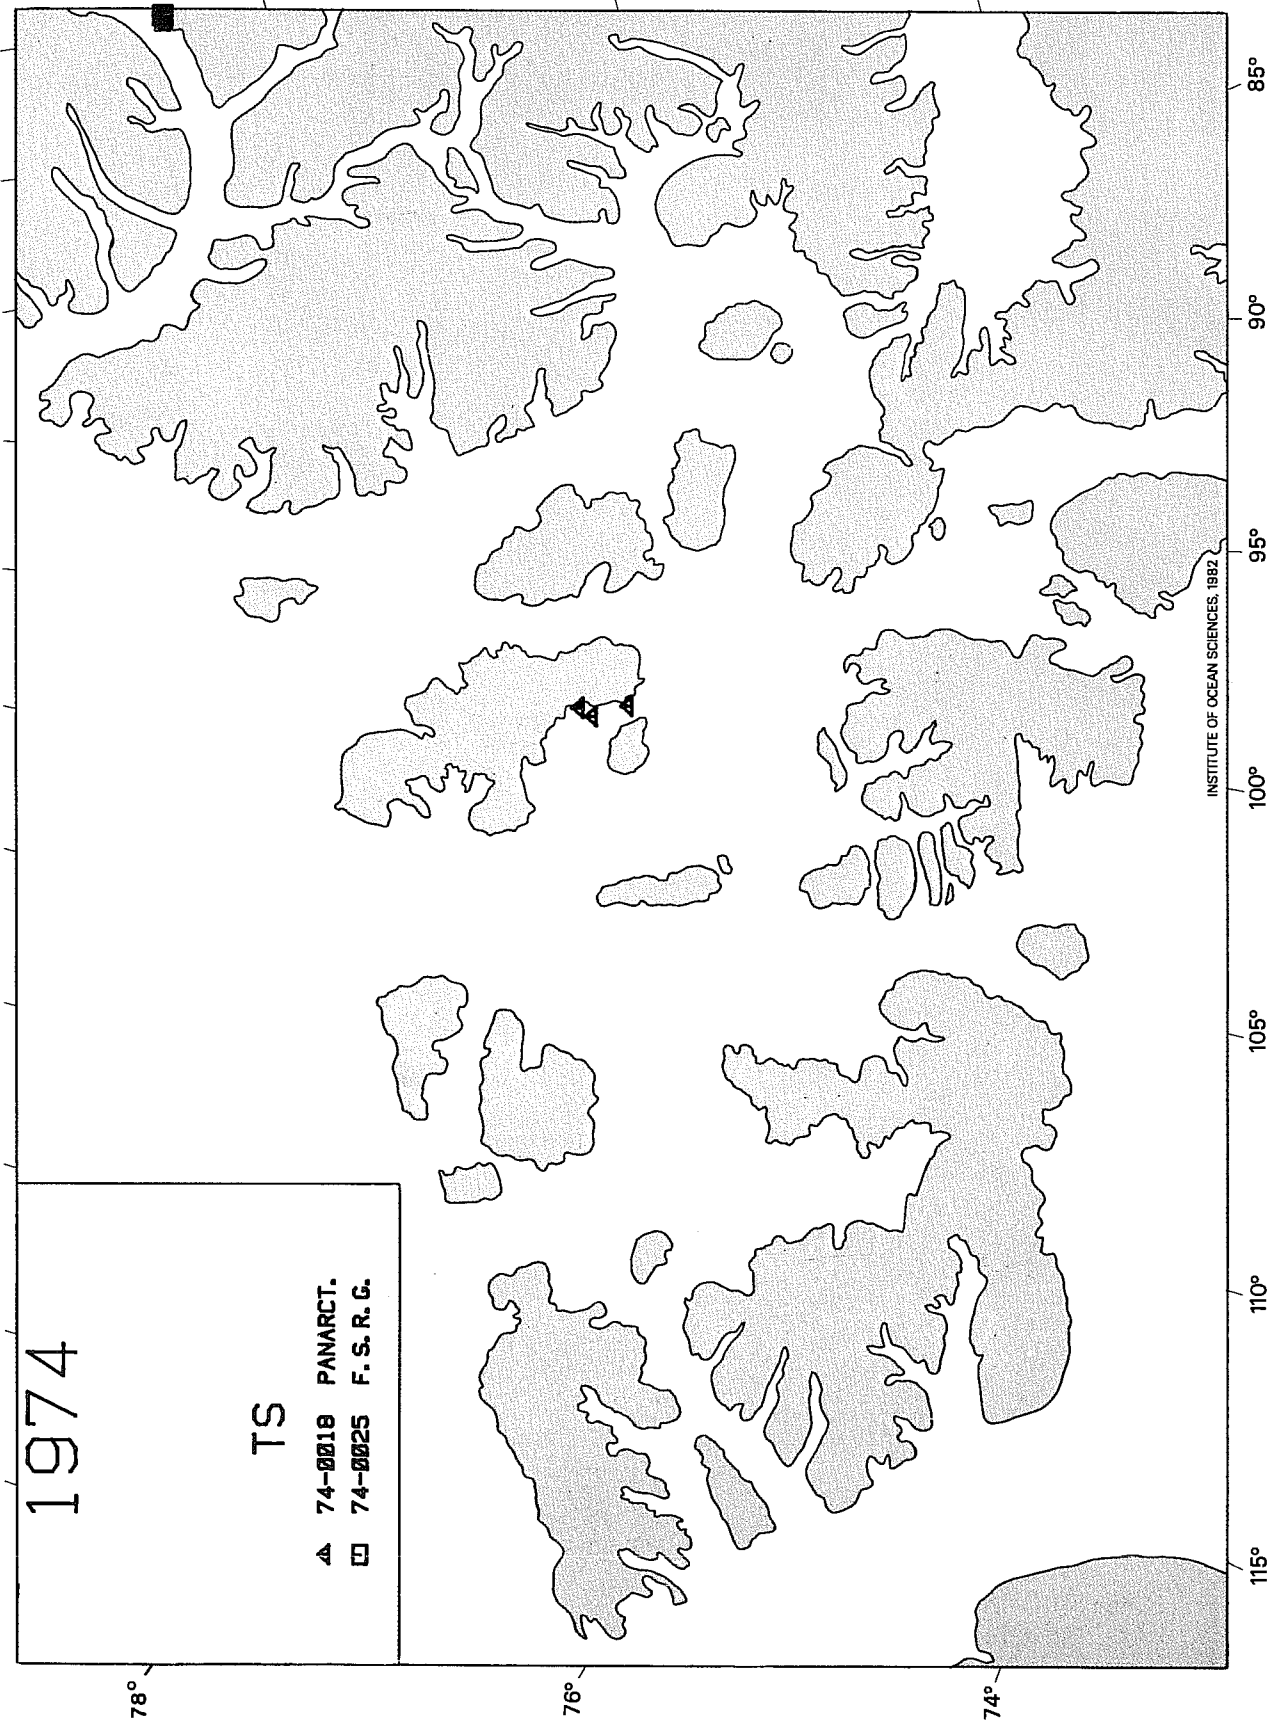 1974
TS
74-0018 PANARCT.
74-0025 F. S. R. G.
78°
76°
74°
115°
110°
105°
100°
95°
90°
85°
INSTITUTE OF OCEAN SCIENCES, 1982